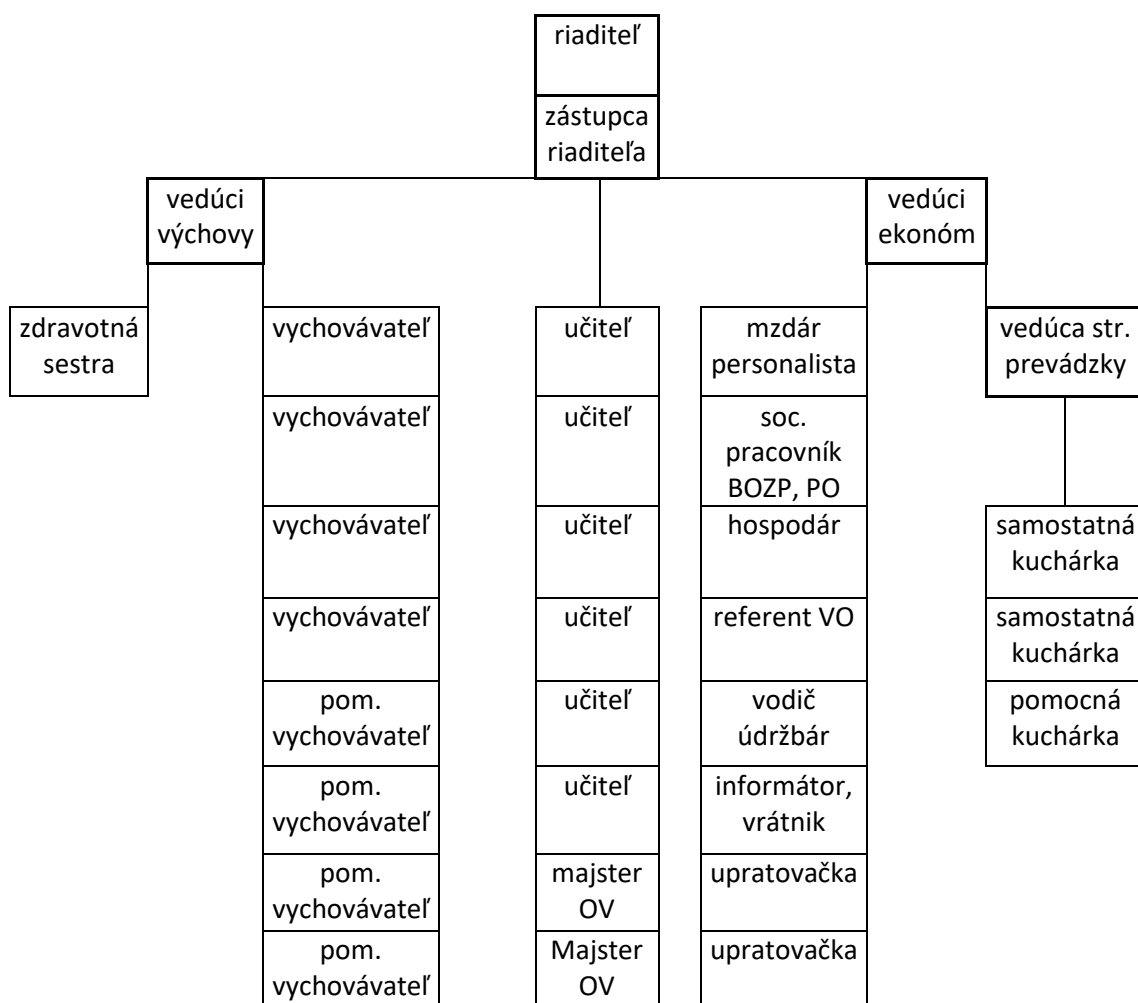 riaditeľ
zástupca
riaditeľa
vedúci
výchovy
vedúci
ekonóm
zdravotná
sestra
vychovávateľ
učiteľ
mzdár
personalista
vedúca str.
prevádzky
vychovávateľ
učiteľ
soc.
pracovník
BOZP, PO
vychovávateľ
učiteľ
hospodár
samostatná
kuchárka
vychovávateľ
učiteľ
referent VO
samostatná
kuchárka
pom.
vychovávateľ
učiteľ
vodič
údržbár
pomocná
kuchárka
pom.
vychovávateľ
učiteľ
informátor,
vrátnik
pom.
vychovávateľ
majster
OV
upratovačka
pom.
vychovávateľ
Majster
OV
upratovačka